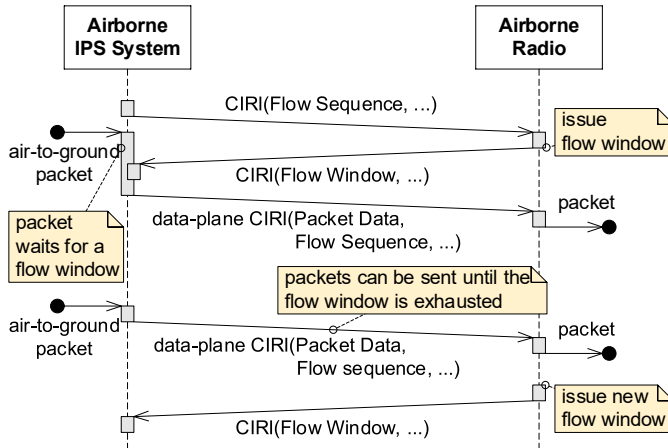 Airborne
IPS System
Airborne
Radio
CIRI(Flow Sequence, ...)
issue
flow window
air-to-ground
packet
CIRI(Flow Window, ...)
packet
waits for a
flow window
data-plane CIRI(Packet Data,
Flow Sequence, ...)
packet
packets can be sent until the
flow window is exhausted
air-to-ground
packet
data-plane CIRI(Packet Data,
Flow sequence, ...)
packet
issue new
flow window
CIRI(Flow Window, ...)